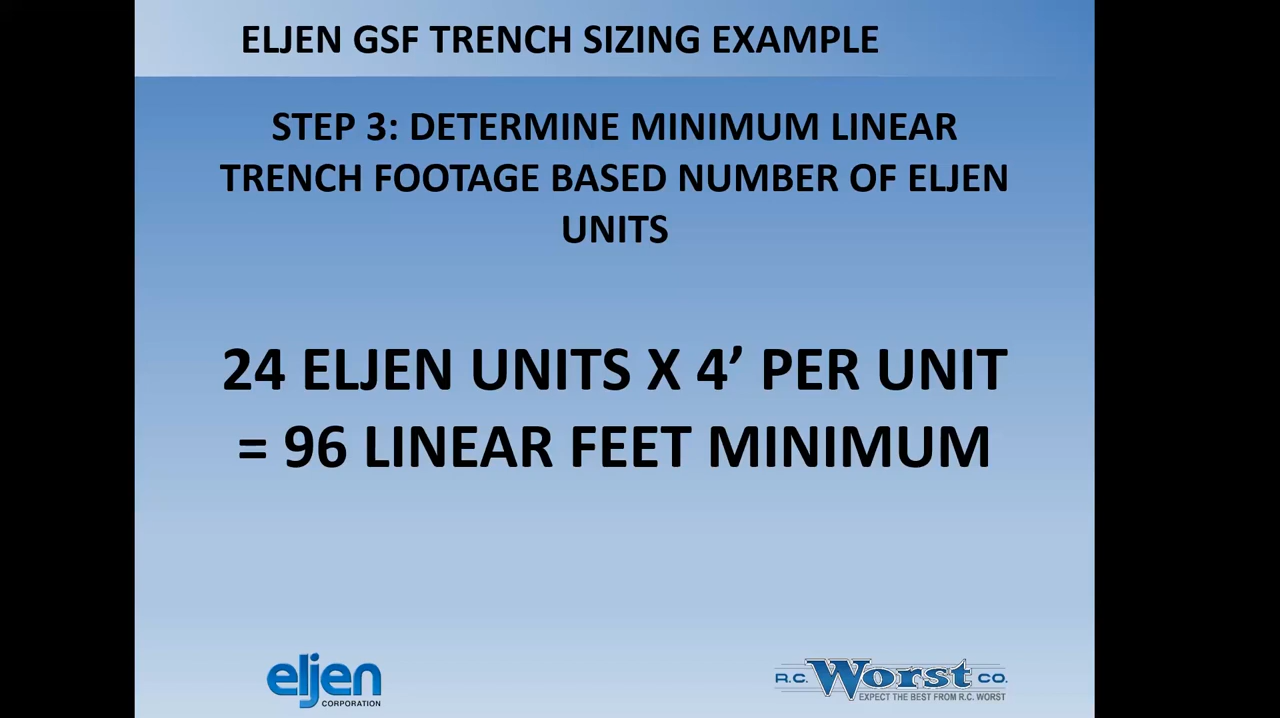 ELJEN GSF TRENCH SIZING EXAMPLE
STEP 3: DETERMINE MINIMUM LINEAR
TRENCH FOOTAGE BASED NUMBER OF ELJEN
UNITS
24 ELJEN UNITS X 4’ PER UNIT
= 96 LINEAR FEET MINIMUM
eljen
CORPORATION
R.C. Worst CO.
EXPECT THE BEST FROM R.C. WORST